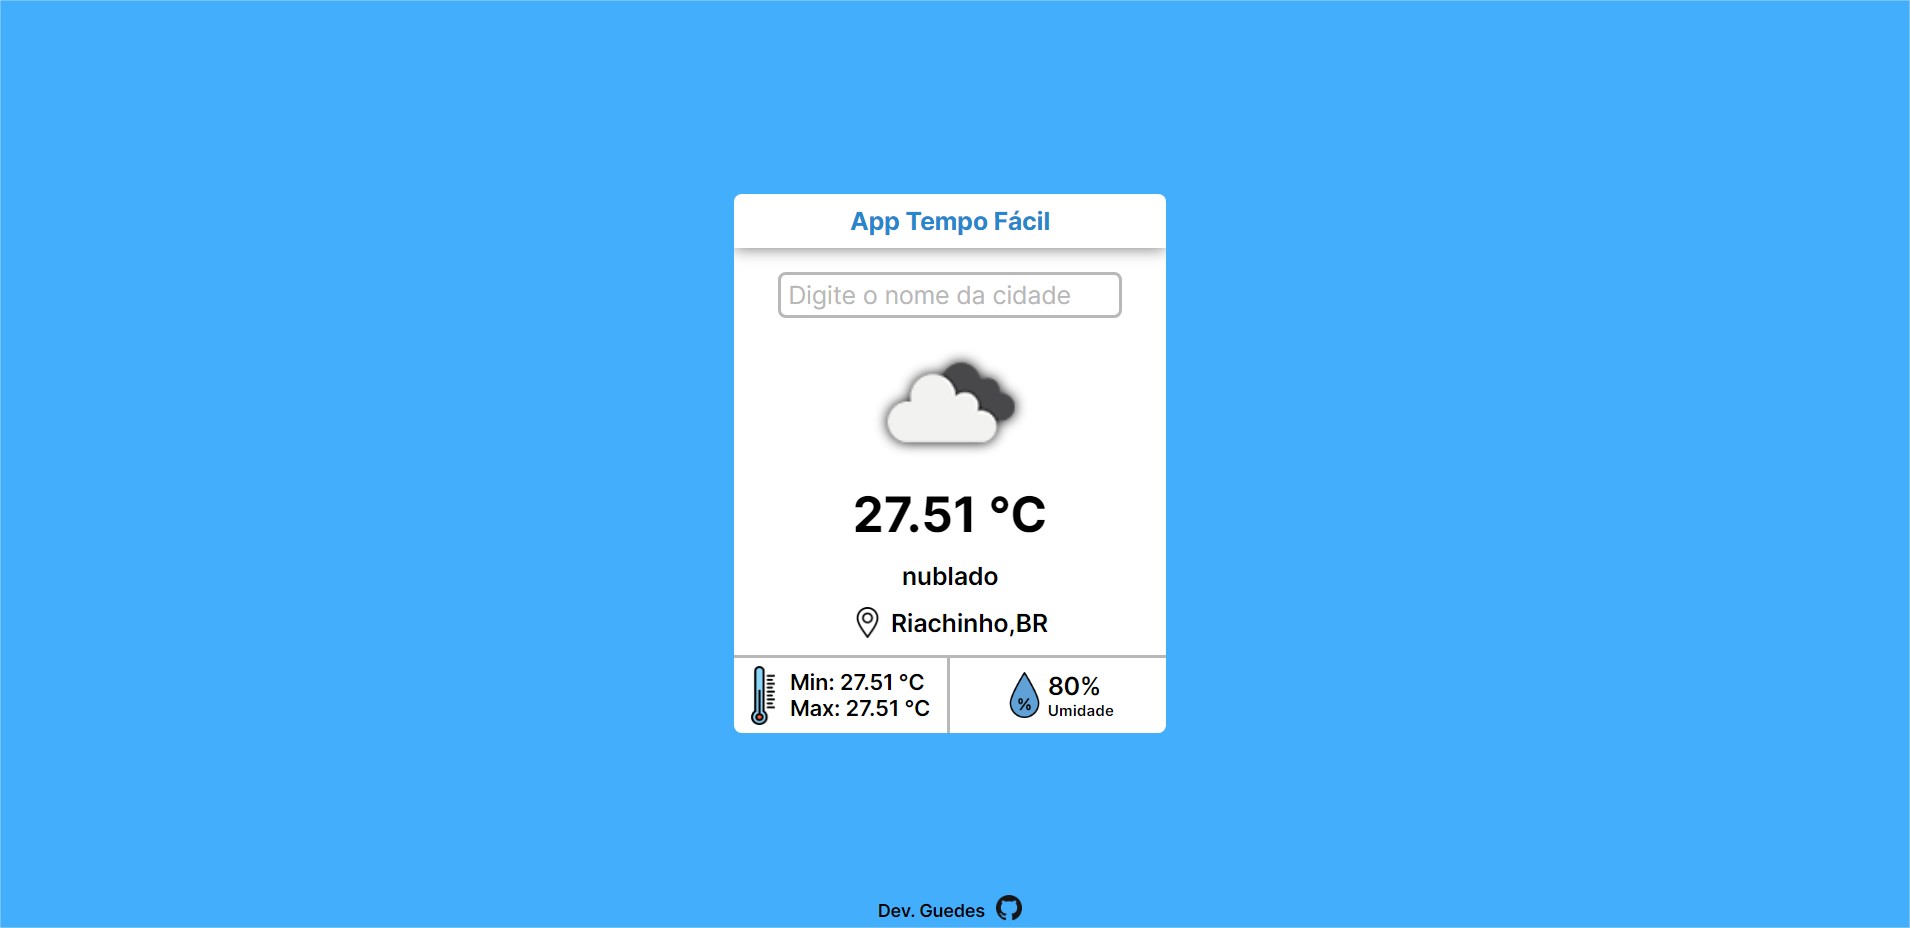 App Tempo Fácil
Digite o nome da cidade
27.51 °C
nublado
Riachinho,BR
Min: 27.51 °C
Max: 27.51 °C
%
80%
Umidade
Dev. Guedes